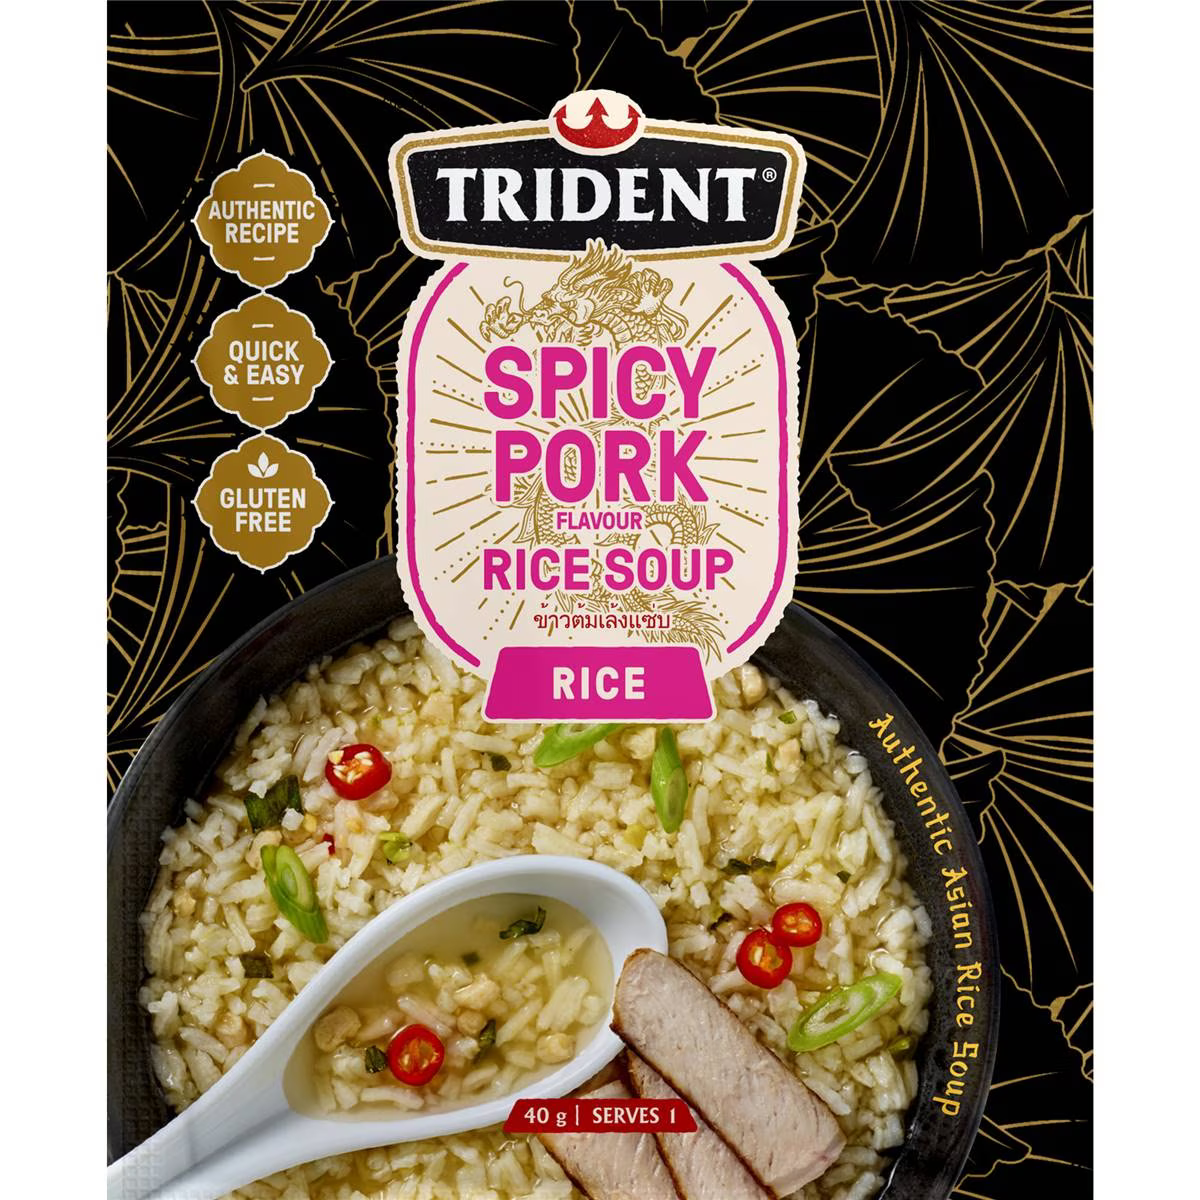 TRIDENT®
AUTHENTIC
RECIPE
QUICK
& EASY
GLUTEN
FREE
SPICY
PORK
FLAVOUR
RICE SOUP
ข้าวต้มเล้งแซ่บ
RICE
Authentic Asian Rice Soup
40 g | SERVES 1